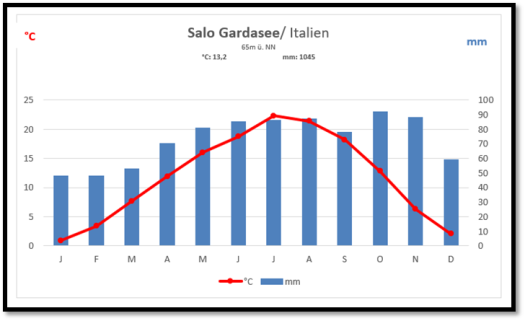 Salo Gardasee/ Italien
°C
mm
65m ü. NN
°C: 13,2 mm: 1045
25 100
90
20 80
70
15 60
50
10 40
30
5 20
10
0 0
J F M A M J J A S O N D
°C mm